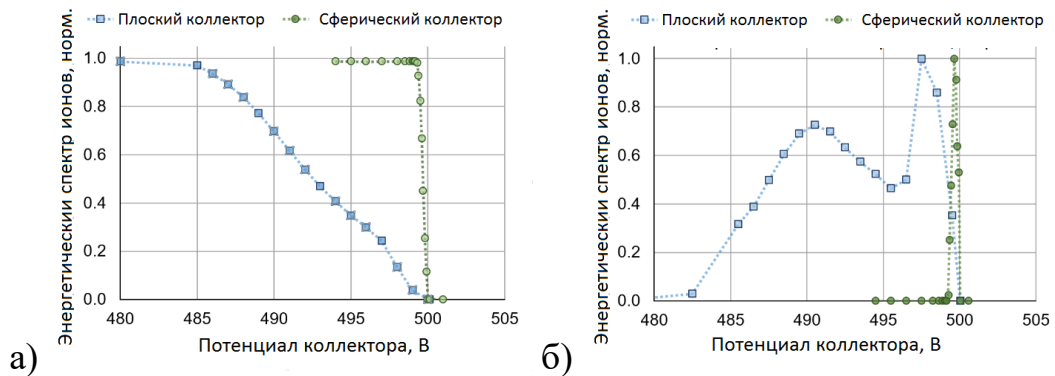 Плоский коллектор Сферический коллектор
Энергетический спектр ионов, норм.
1.0
0.8
0.6
0.4
0.2
0.0
480 485 490 495 500 505
Потенциал коллектора, В
а)
Плоский коллектор Сферический коллектор
Энергетический спектр ионов, норм.
1.0
0.8
0.6
0.4
0.2
0.0
480 485 490 495 500 505
Потенциал коллектора, В
б)